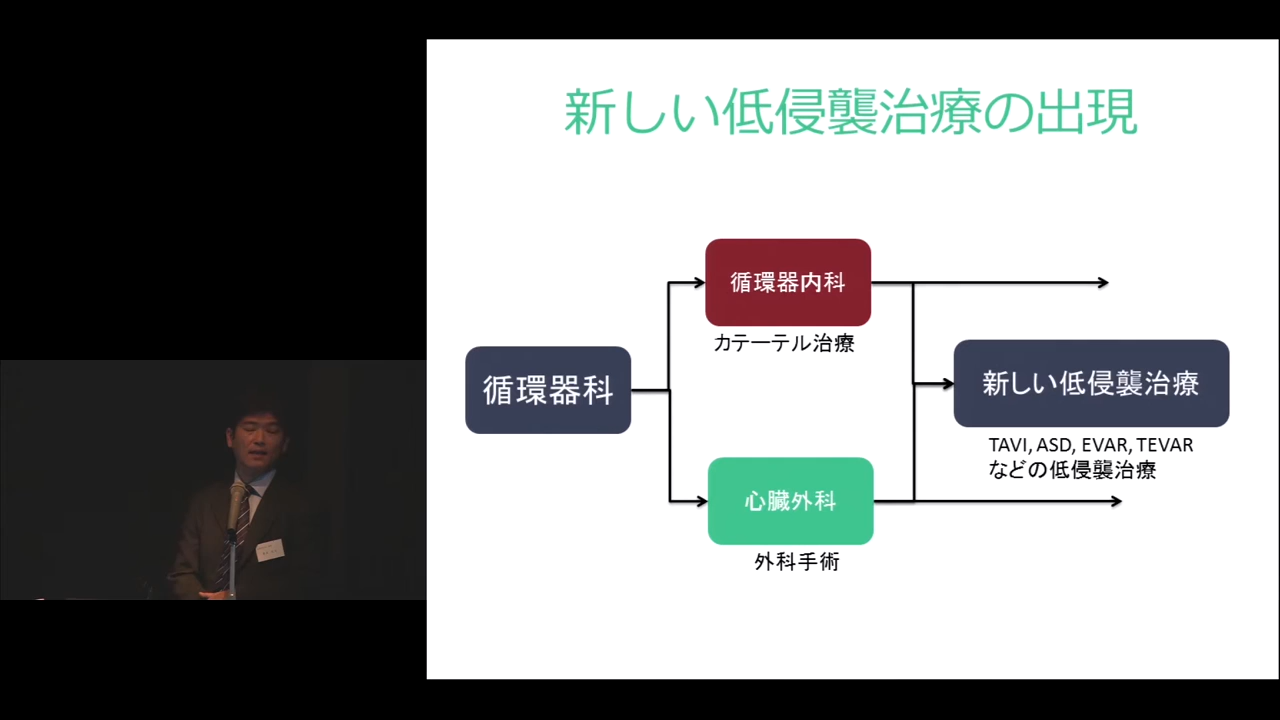 新しい低侵襲治療の出現
循環器科
循環器内科
カテーテル治療
心臓外科
外科手術
新しい低侵襲治療
TAVI, ASD, EVAR, TEVAR
などの低侵襲治療